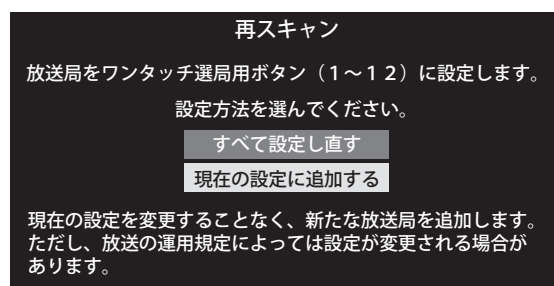 再スキャン
放送局をワンタッチ選局用ボタン（１～１２）に設定します。
設定方法を選んでください。
すべて設定し直す
現在の設定に追加する
現在の設定を変更することなく、新たな放送局を追加します。
ただし、放送の運用規定によっては設定が変更される場合が
あります。